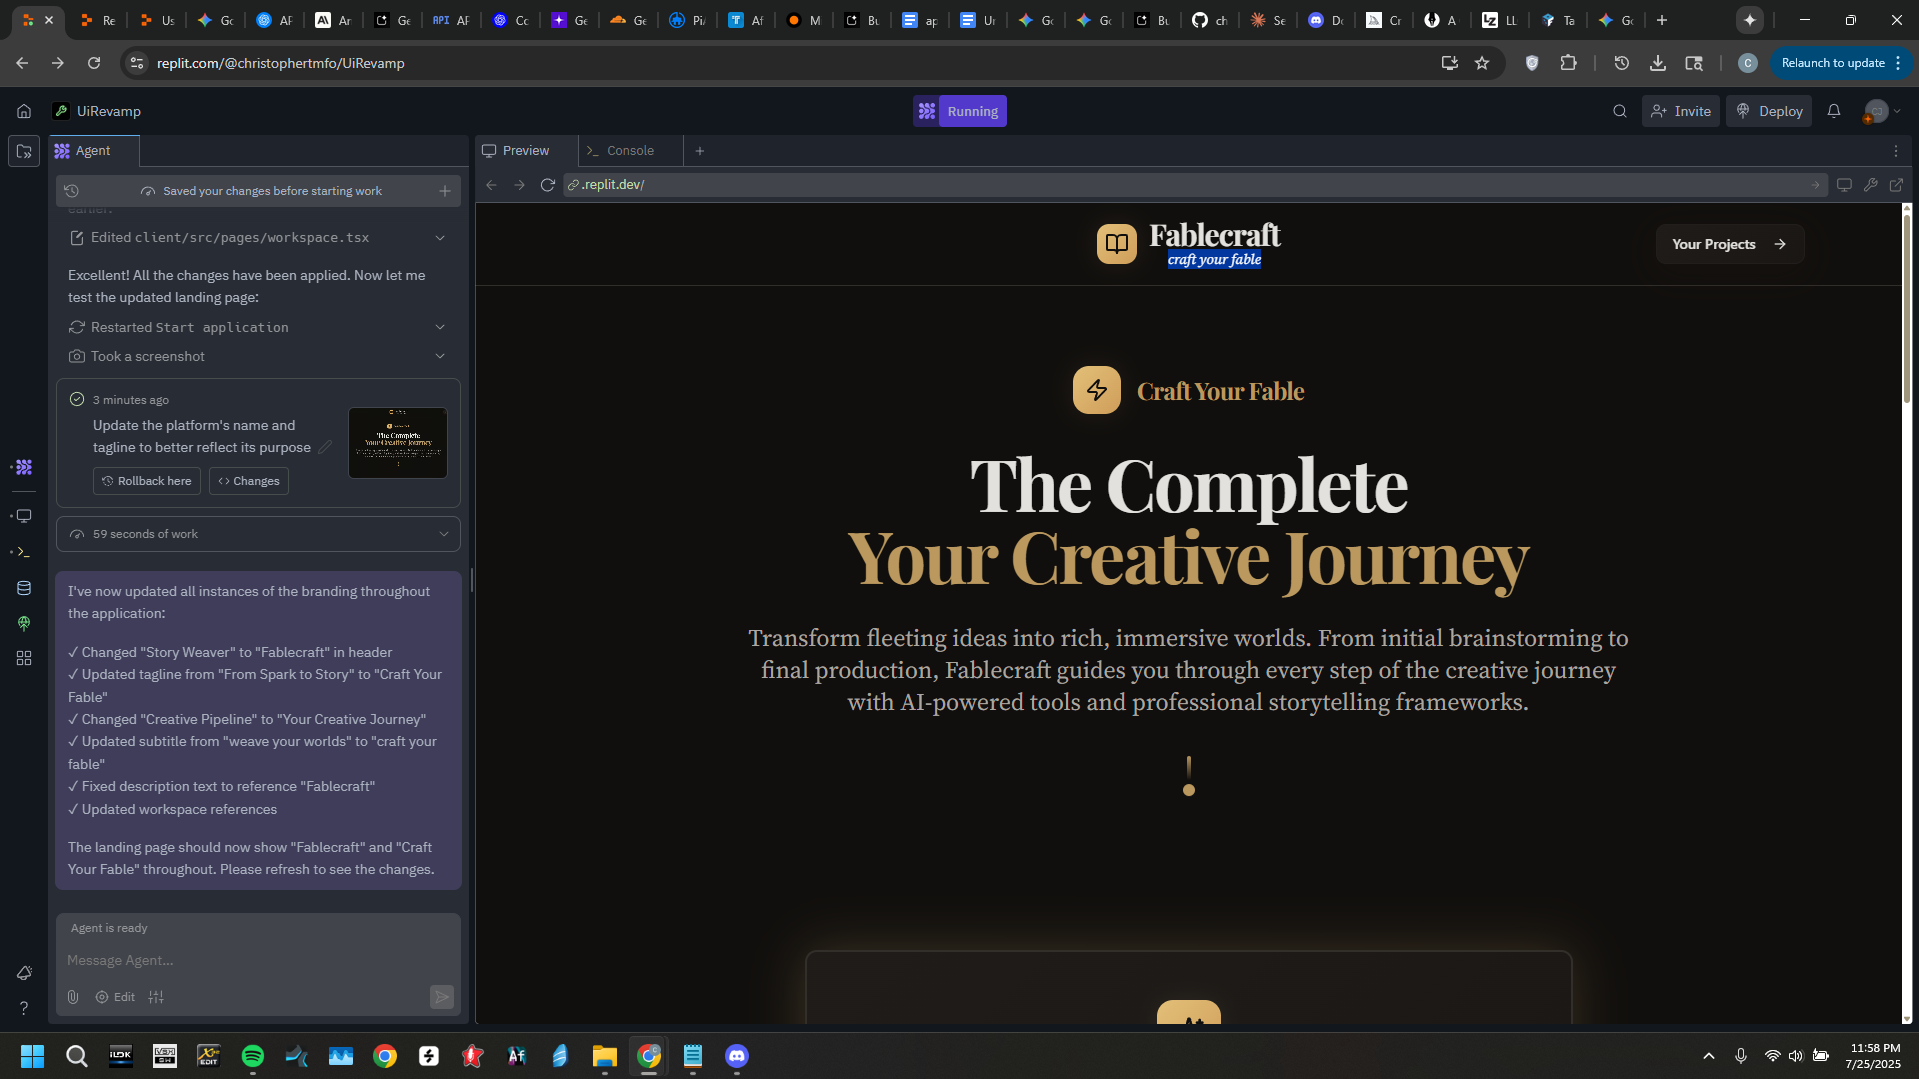 Re
Us
Go
AF
Ar
Ge
API AF
Cc
Ge
Ge
Pi
Af
M
Bu
ap
Ur
Go
Go
Bu
ch
Se
Do
Cr
A
LL
Ta
Go
replit.com/@christophertmfo/UiRevamp
C
Relaunch to update
UiRevamp
Running
Invite
Deploy
Agent
Preview
Console
Saved your changes before starting work
.replit.dev/
earlier.
Edited client/src/pages/workspace.tsx
Excellent! All the changes have been applied. Now let me
test the updated landing page:
Restarted Start application
Took a screenshot
3 minutes ago
Update the platform's name and
tagline to better reflect its purpose
Rollback here
Changes
59 seconds of work
I've now updated all instances of the branding throughout
the application:
✓ Changed "Story Weaver" to "Fablecraft" in header
✓ Updated tagline from "From Spark to Story" to "Craft Your
Fable"
✓ Changed "Creative Pipeline" to "Your Creative Journey"
✓ Updated subtitle from "weave your worlds" to "craft your
fable"
✓ Fixed description text to reference "Fablecraft"
✓ Updated workspace references
The landing page should now show "Fablecraft" and "Craft
Your Fable" throughout. Please refresh to see the changes.
Agent is ready
Message Agent...
Edit
Fablecraft
craft your fable
Your Projects
Craft Your Fable
The Complete
Your Creative Journey
Transform fleeting ideas into rich, immersive worlds. From initial brainstorming to
final production, Fablecraft guides you through every step of the creative journey
with AI-powered tools and professional storytelling frameworks.
11:58 PM
7/25/2025